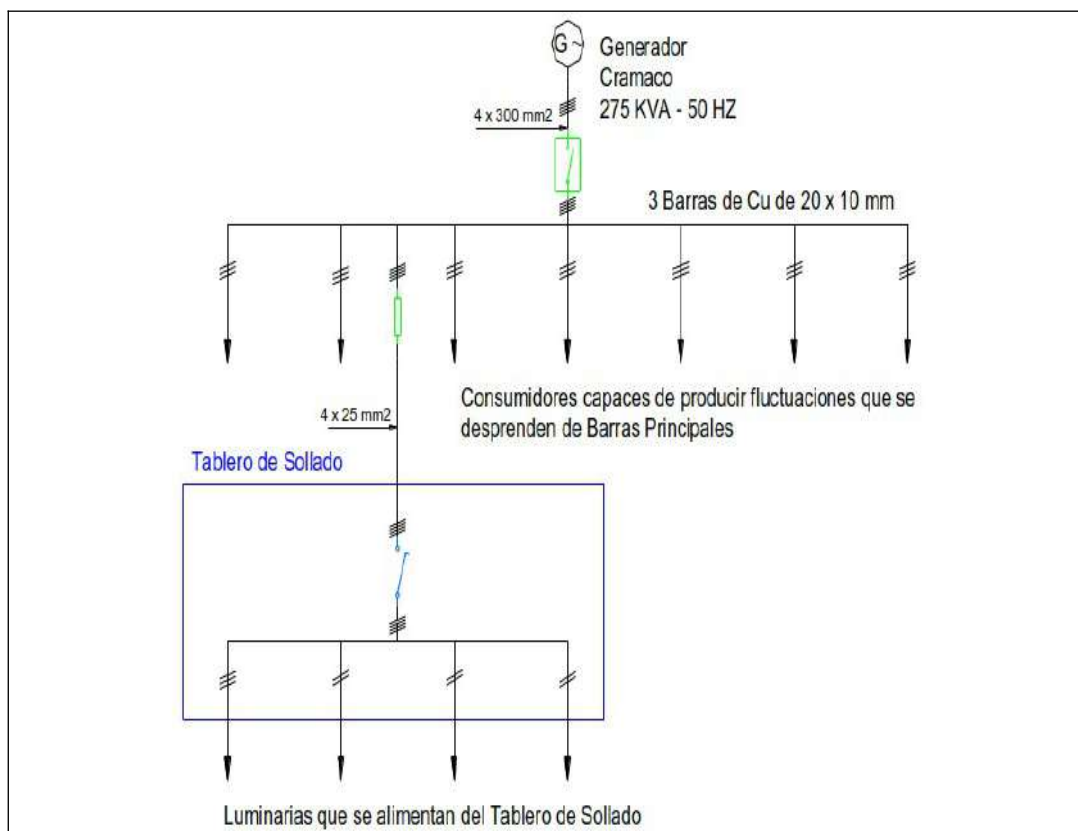 G ~
Generador
Cramaco
275 KVA - 50 HZ
4 x 300 mm2
3 Barras de Cu de 20 x 10 mm
Consumidores capaces de producir fluctuaciones que se
desprenden de Barras Principales
4 x 25 mm2
Tablero de Sollado
Luminarias que se alimentan del Tablero de Sollado